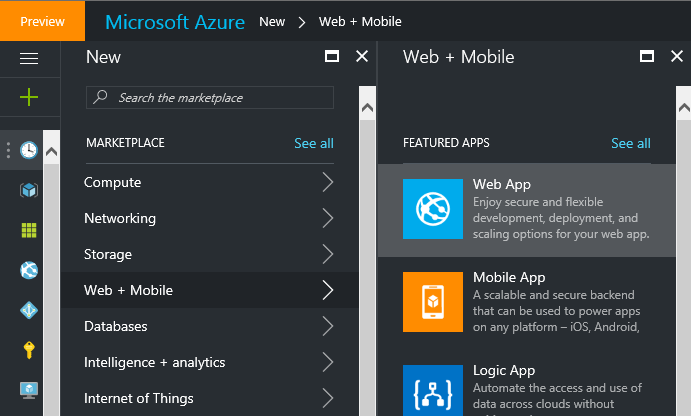 Preview
Microsoft Azure New > Web + Mobile
New
Search the marketplace
MARKETPLACE See all
Compute
Networking
Storage
Web + Mobile
Databases
Intelligence + analytics
Internet of Things
Web + Mobile
FEATURED APPS See all
Web App
Enjoy secure and flexible
development, deployment, and
scaling options for your web app.
Mobile App
A scalable and secure backend
that can be used to power apps
on any platform – iOS, Android,
Logic App
Automate the access and use of
data across clouds without